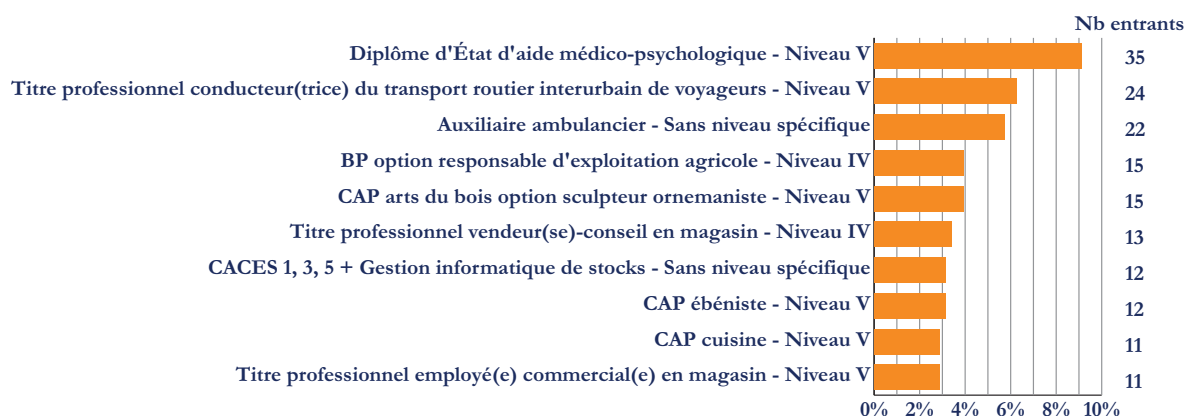 Nb entrants
Diplôme d'État d'aide médico-psychologique - Niveau V 35
Titre professionnel conducteur(trice) du transport routier interurbain de voyageurs - Niveau V 24
Auxiliaire ambulancier - Sans niveau spécifique 22
BP option responsable d'exploitation agricole - Niveau IV 15
CAP arts du bois option sculpteur ornemaniste - Niveau V 15
Titre professionnel vendeur(se)-conseil en magasin - Niveau IV 13
CACES 1, 3, 5 + Gestion informatique de stocks - Sans niveau spécifique 12
CAP ébéniste - Niveau V 12
CAP cuisine - Niveau V 11
Titre professionnel employé(e) commercial(e) en magasin - Niveau V 11
0% 2% 4% 6% 8% 10%